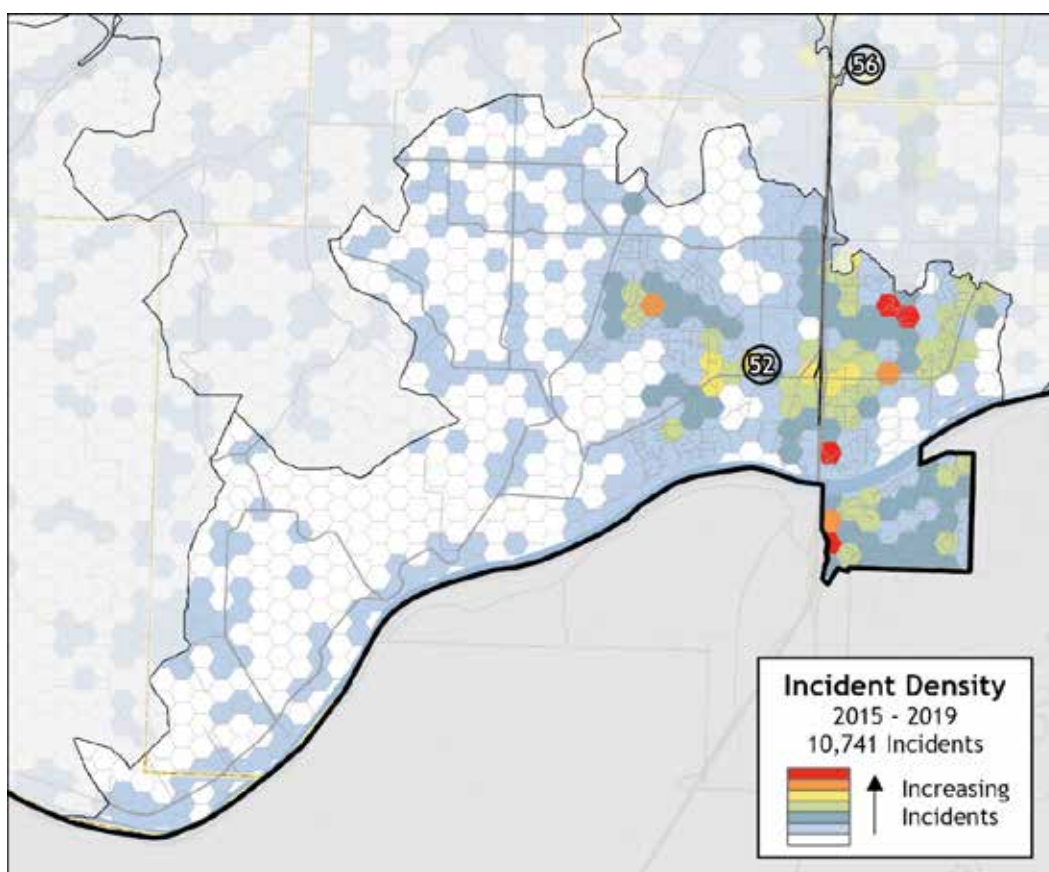 56
52
Incident Density
2015 - 2019
10,741 Incidents
Increasing
Incidents